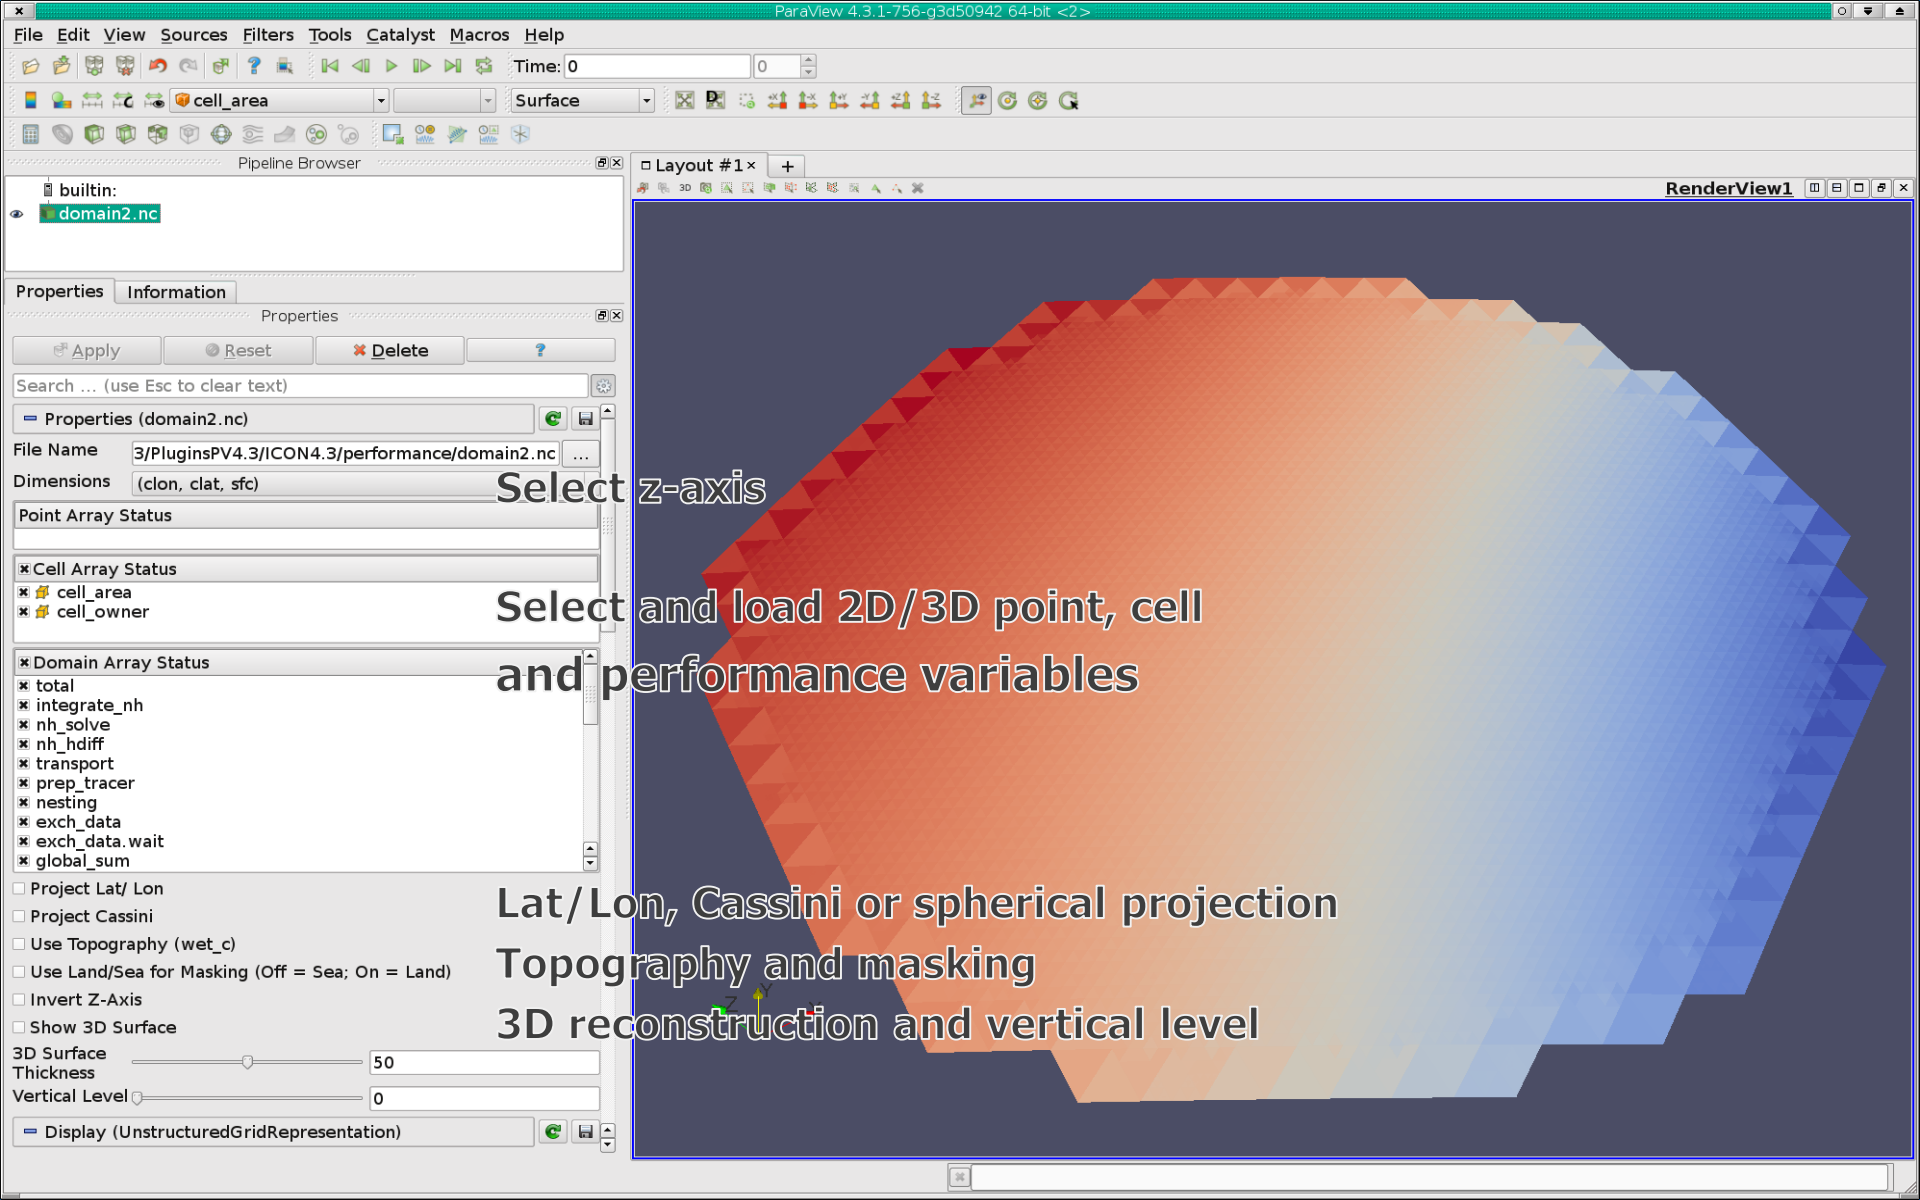 ParaView 4.3.1-756-g3d50942 64-bit <2>
File Edit View Sources Filters Tools Catalyst Macros Help
Time: 0 0
cell_area Surface
Pipeline Browser
Layout #1 × +
3D RenderView1
builtin:
domain2.nc
Properties Information
Properties
Apply Reset Delete ?
Search ... (use Esc to clear text)
Properties (domain2.nc)
File Name 3/PluginsPV4.3/ICON4.3/performance/domain2.nc ...
Dimensions (clon, clat, sfc)
Select z-axis
Point Array Status
Cell Array Status
cell_area
cell_owner
Select and load 2D/3D point, cell
and performance variables
Domain Array Status
total
integrate_nh
nh_solve
nh_hdiff
transport
prep_tracer
nesting
exch_data
exch_data.wait
global_sum
Project Lat/ Lon
Project Cassini
Lat/Lon, Cassini or spherical projection
Use Topography (wet_c)
Topography and masking
Use Land/Sea for Masking (Off = Sea; On = Land)
Invert Z-Axis
Z Y X
Show 3D Surface
3D reconstruction and vertical level
3D Surface
Thickness 50
Vertical Level 0
Display (UnstructuredGridRepresentation)